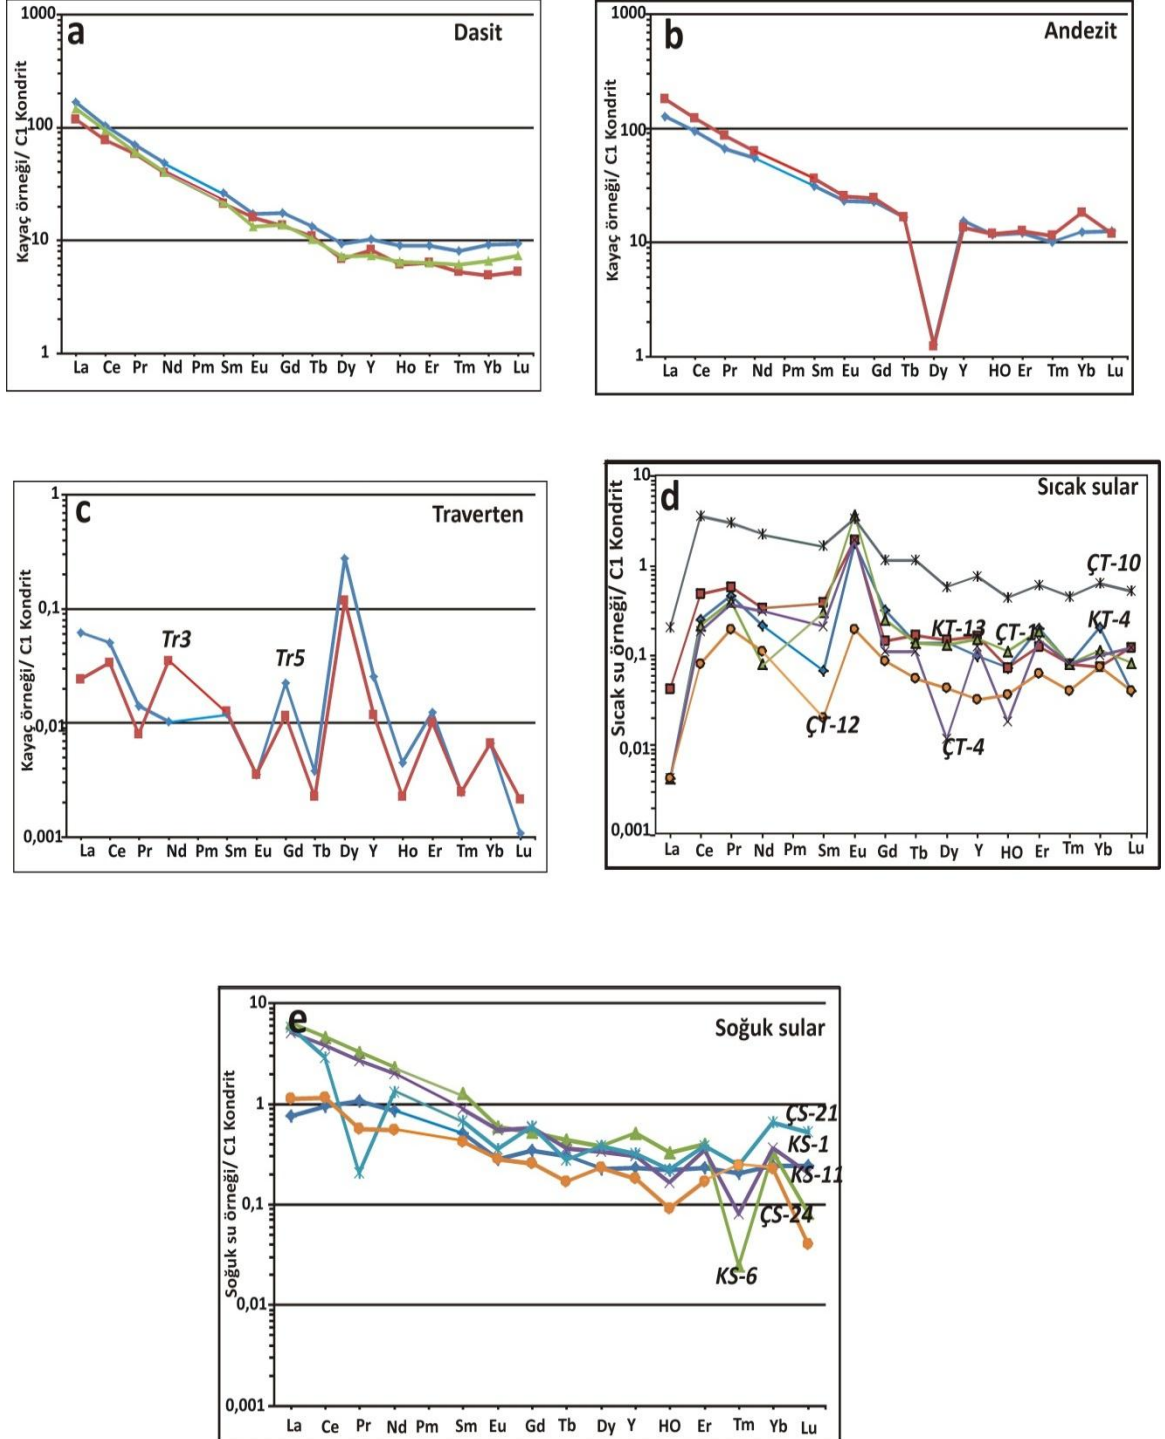 a
Dasit
Kayaç örneği/ C1 Kondrit
1000
100
10
1
La Ce Pr Nd Pm Sm Eu Gd Tb Dy Y Ho Er Tm Yb Lu
b
Andezit
Kayaç örneği/ C1 Kondrit
1000
100
10
1
La Ce Pr Nd Pm Sm Eu Gd Tb Dy Y HO Er Tm Yb Lu
c
Traverten
Kayaç örneği/ C1 Kondrit
1
0,1
0,01
0,001
Tr3
Tr5
La Ce Pr Nd Pm Sm Eu Gd Tb Dy Y Ho Er Tm Yb Lu
d
Sıcak sular
Sıcak su örneği/ C1 Kondrit
10
1
0,1
0,01
0,001
ÇT-10
KT-4
KT-13
ÇT-1
ÇT-12
ÇT-4
La Ce Pr Nd Pm Sm Eu Gd Tb Dy Y HO Er Tm Yb Lu
e
Soğuk sular
Soğuk su örneği/ C1 Kondrit
10
1
0,1
0,01
0,001
ÇS-21
KS-1
KS-11
ÇS-24
KS-6
La Ce Pr Nd Pm Sm Eu Gd Tb Dy Y HO Er Tm Yb Lu